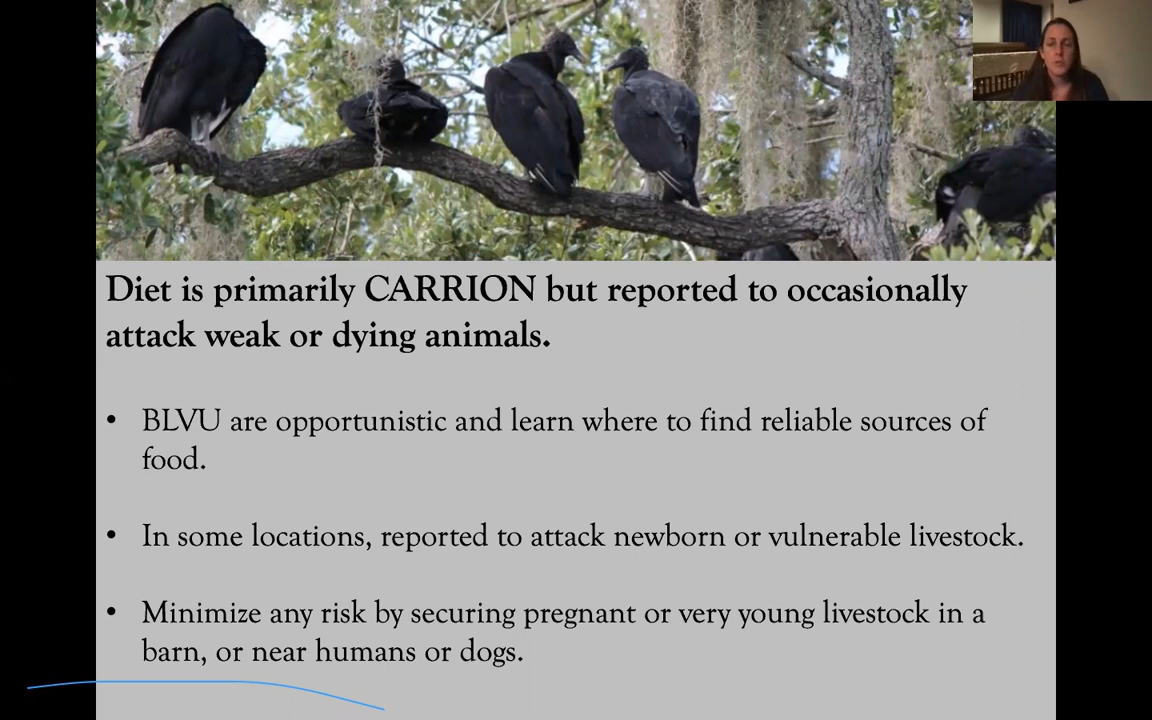 Diet is primarily CARRION but reported to occasionally
attack weak or dying animals.
• BLVU are opportunistic and learn where to find reliable sources of
food.
• In some locations, reported to attack newborn or vulnerable livestock.
• Minimize any risk by securing pregnant or very young livestock in a
barn, or near humans or dogs.